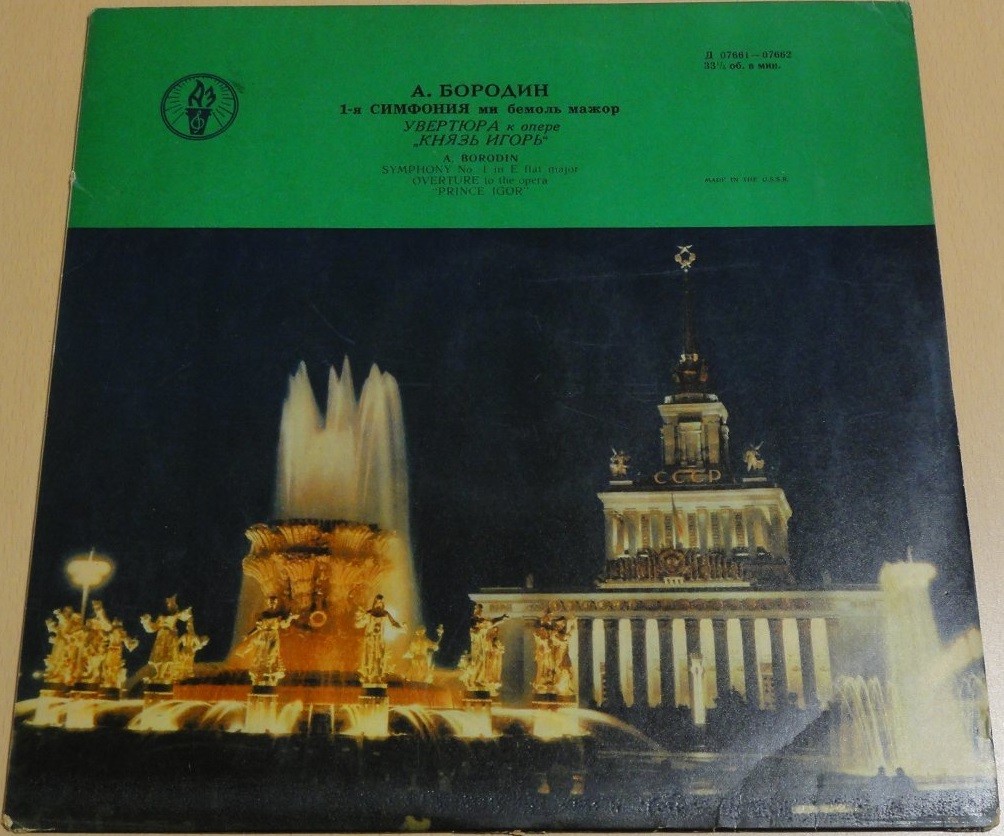 Д 07661—07662
33⅓ об. в мин.
А. БОРОДИН
1-я СИМФОНИЯ ми бемоль мажор
УВЕРТЮРА к опере
„КНЯЗЬ ИГОРЬ“
A. BORODIN
SYMPHONY No. 1 in E flat major
OVERTURE to the opera
“PRINCE IGOR”
MADE IN THE U.S.S.R.
СССР